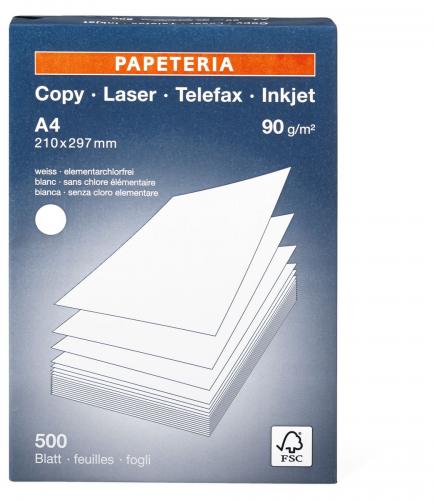 PAPETERIA
Copy · Laser · Telefax · Inkjet
A4 90 g/m²
210x297mm
weiss - elementarchlorfrei
blanc - sans chlore élémentaire
bianca - senza cloro elementare
500
Blatt · feuilles · fogli
FSC